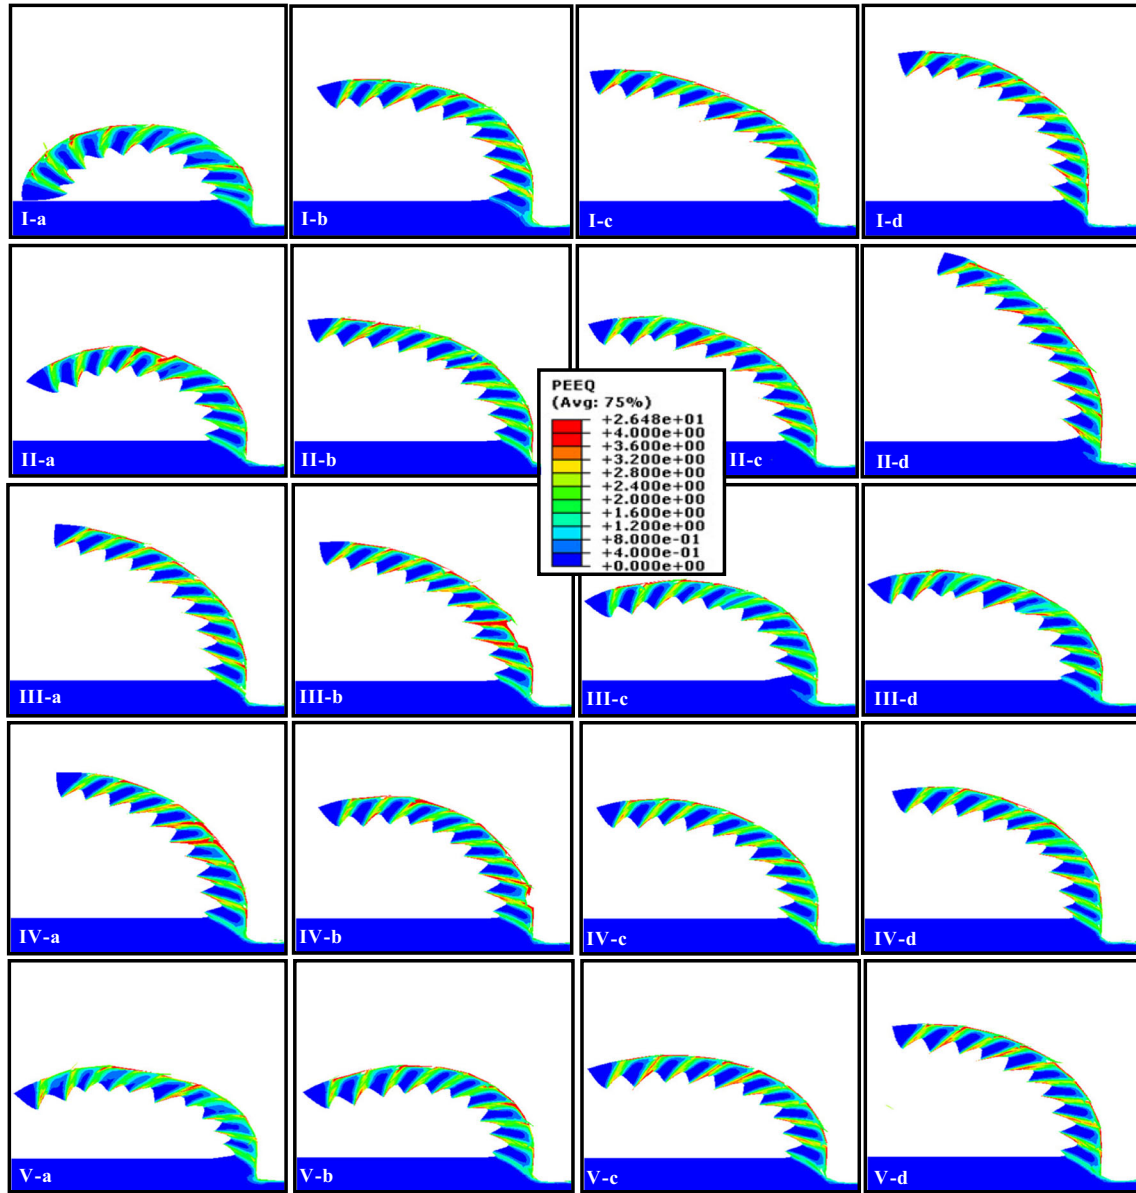 I-a
I-b
I-c
I-d
II-a
II-b
II-c
II-d
PEEQ
(Avg: 75%)
+2.648e+01
+4.000e+00
+3.600e+00
+3.200e+00
+2.800e+00
+2.400e+00
+2.000e+00
+1.600e+00
+1.200e+00
+8.000e-01
+4.000e-01
+0.000e+00
III-a
III-b
III-c
III-d
IV-a
IV-b
IV-c
IV-d
V-a
V-b
V-c
V-d